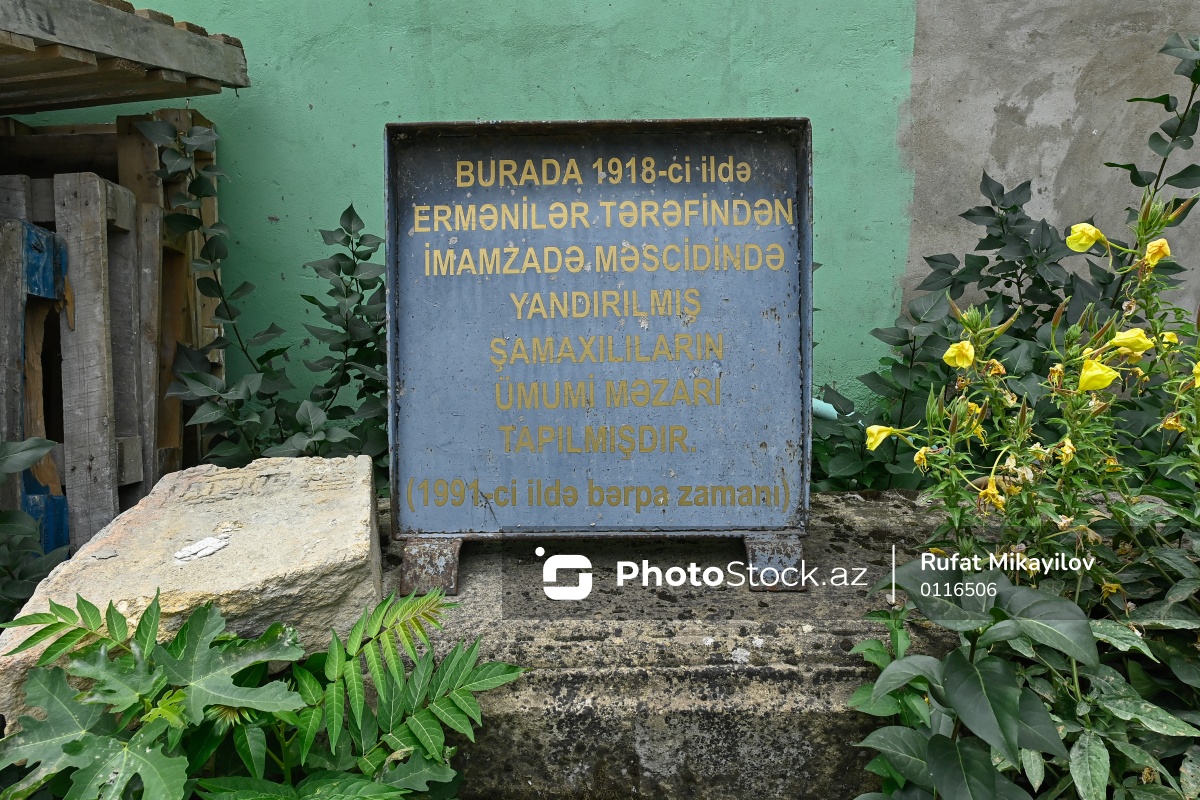 BURADA 1918-ci ildə
ERMƏNİLƏR TƏRƏFİNDƏN
İMAMZADƏ MƏSCİDİNDƏ
YANDIRILMIŞ
ŞAMAXILILARIN
ÜMUMİ MƏZARI
TAPILMIŞDIR.
(1991-ci ildə bərpa zamanı)
PhotoStock.az
Rufat Mikayilov
0116506